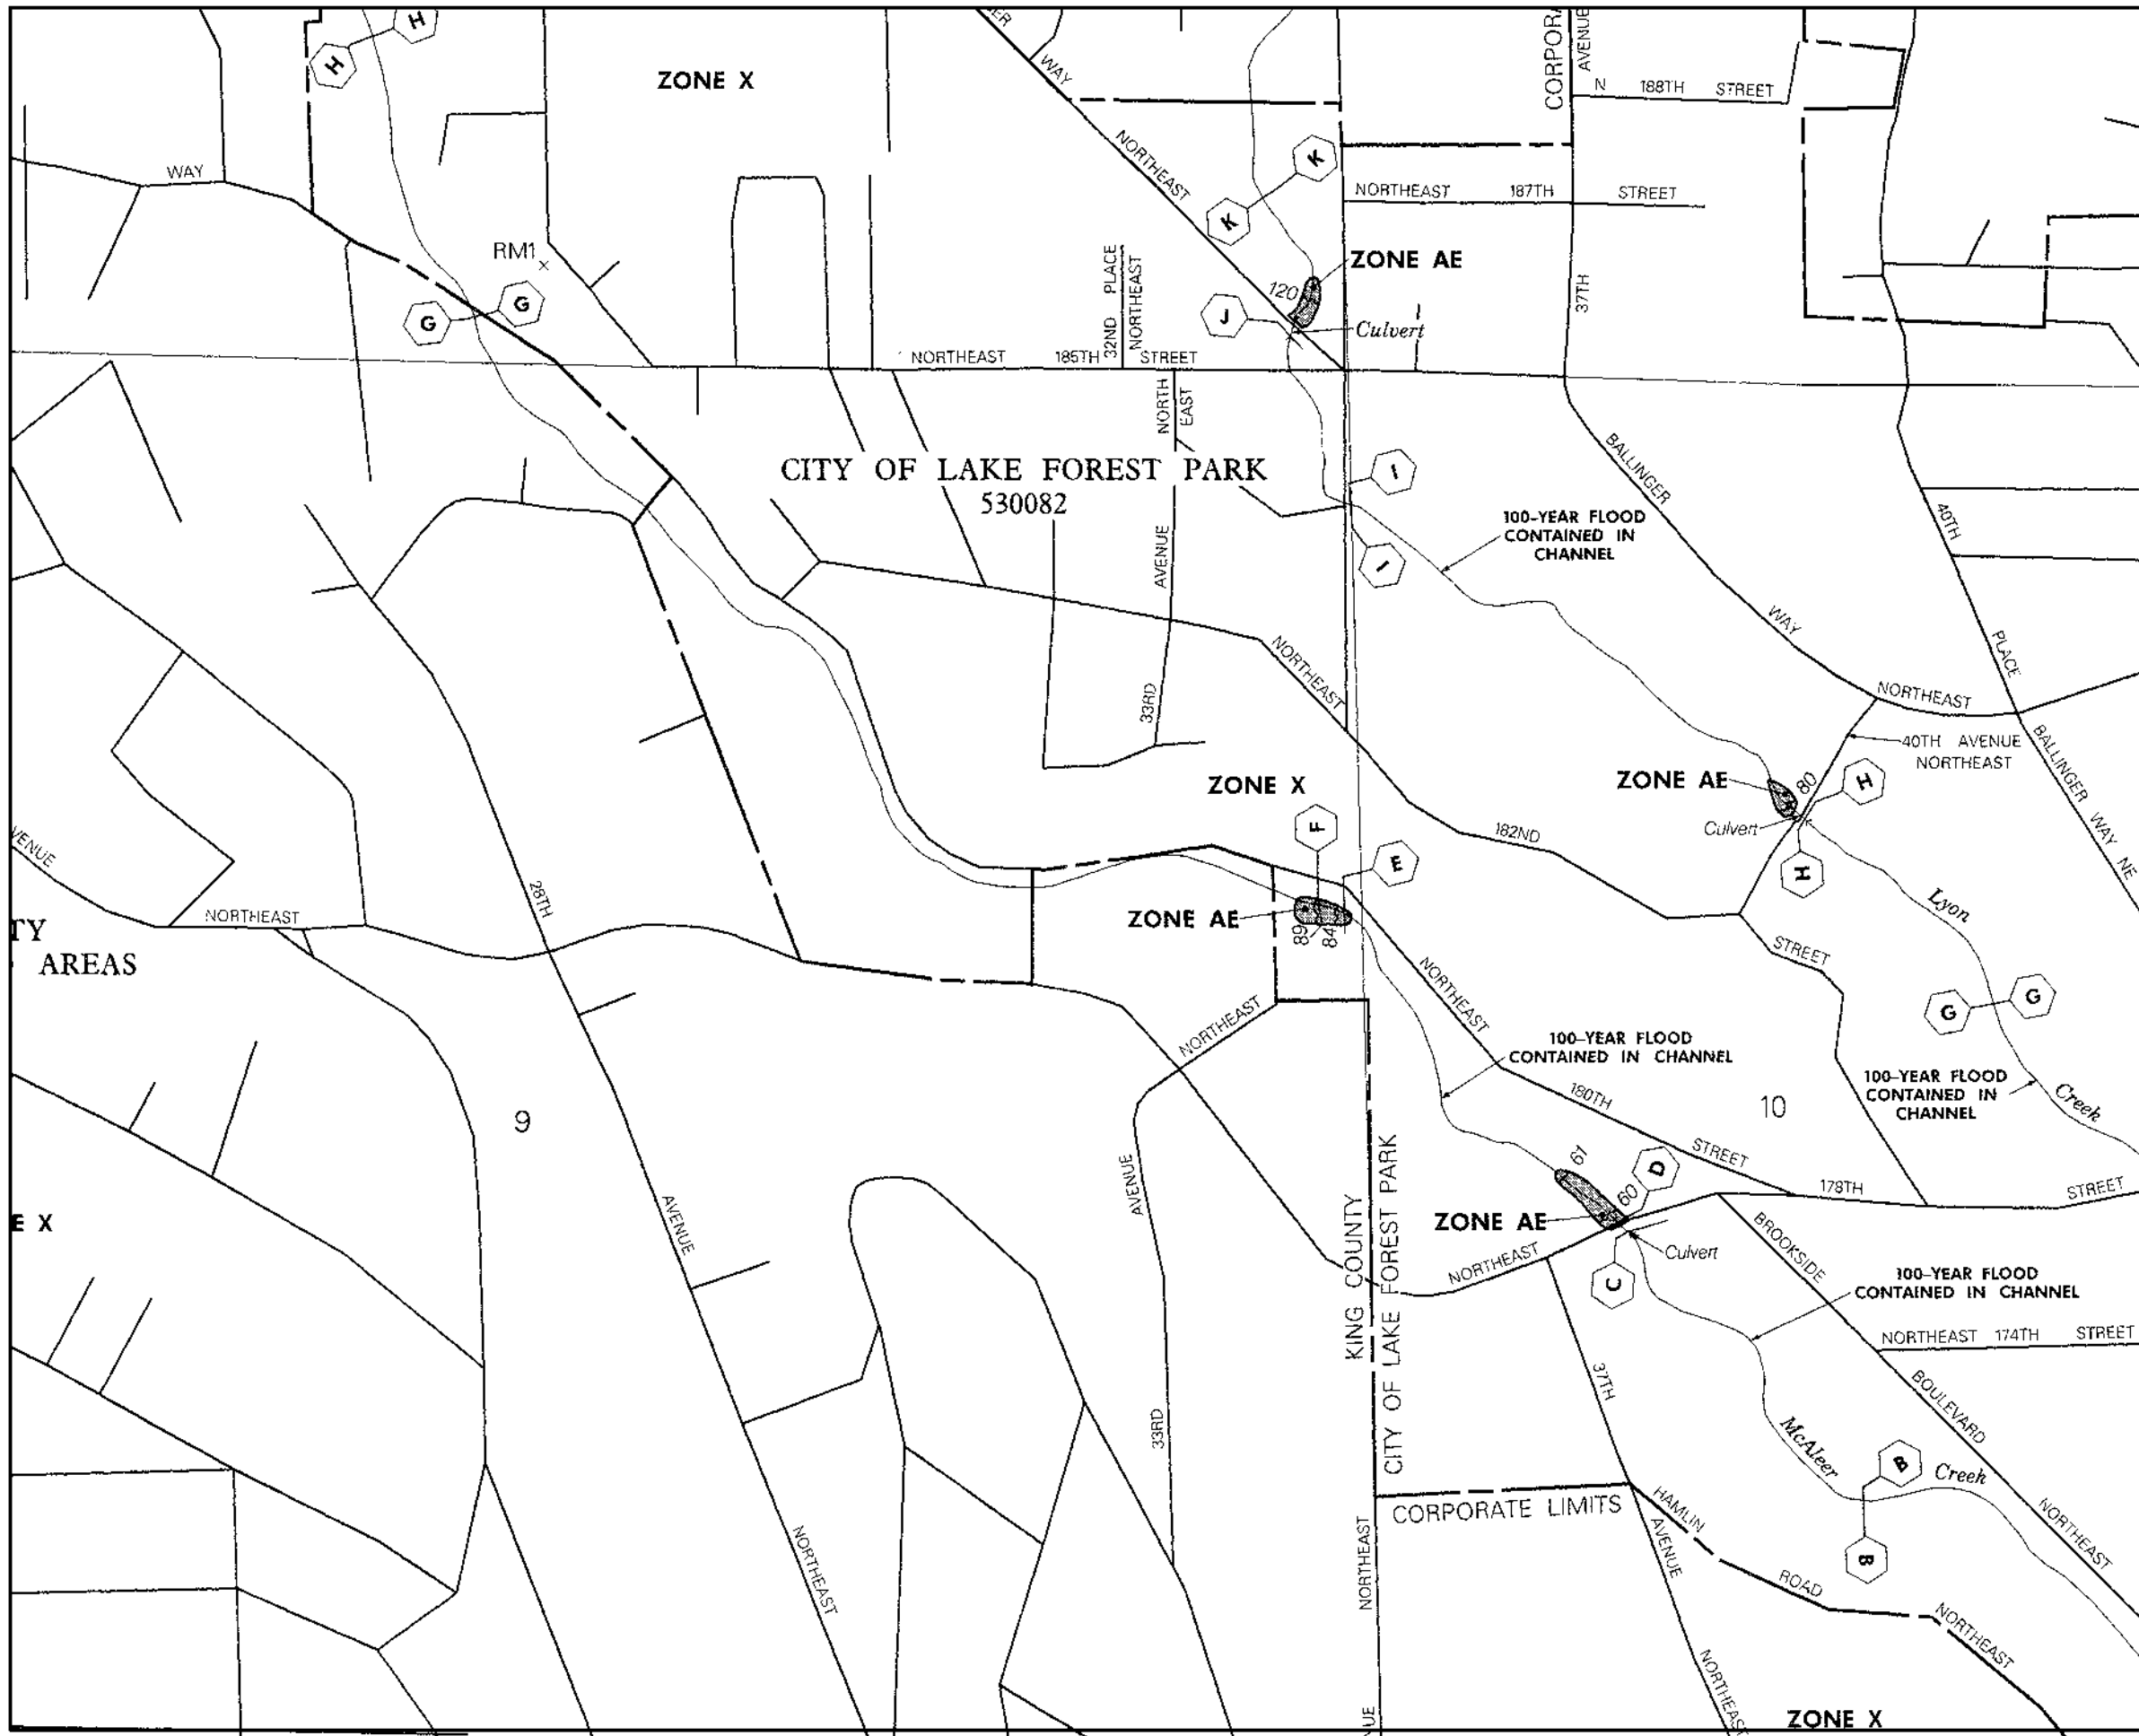 H
H
ZONE X
ER
WAY
CORPORA
AVENUE
N 188TH STREET
WAY
NORTHEAST
K
K
NORTHEAST 187TH STREET
RM1
G
G
32ND PLACE
NORTHEAST
ZONE AE
120
J
Culvert
37TH
NORTHEAST 185TH STREET
NORTH
EAST
CITY OF LAKE FOREST PARK
530082
I
I
BALLINGER
100-YEAR FLOOD
CONTAINED IN
CHANNEL
40TH
AVENUE
WAY
PLACE
NORTHEAST
33RD
NORTHEAST
40TH AVENUE
NORTHEAST
BALLINGER WAY NE
ZONE X
ZONE AE
80
H
Culvert
H
F
E
182ND
VENUE
28TH
NORTHEAST
ZONE AE
89
84
Lyon
TY
AREAS
STREET
NORTHEAST
G
G
NORTHEAST
100-YEAR FLOOD
CONTAINED IN CHANNEL
100-YEAR FLOOD
CONTAINED IN
CHANNEL
Creek
9
180TH
10
STREET
61
60
D
178TH
STREET
AVENUE
AVENUE
E X
ZONE AE
KING COUNTY
CITY OF LAKE FOREST PARK
NORTHEAST
Culvert
C
BROOKSIDE
100-YEAR FLOOD
CONTAINED IN CHANNEL
NORTHEAST 174TH STREET
37TH
BOULEVARD
33RD
McAleer
B
Creek
B
CORPORATE LIMITS
HAMLIN
NORTHEAST
NORTHEAST
NORTHEAST
AVENUE
ROAD
NORTHEAST
NORTHEAST
UE
ZONE X